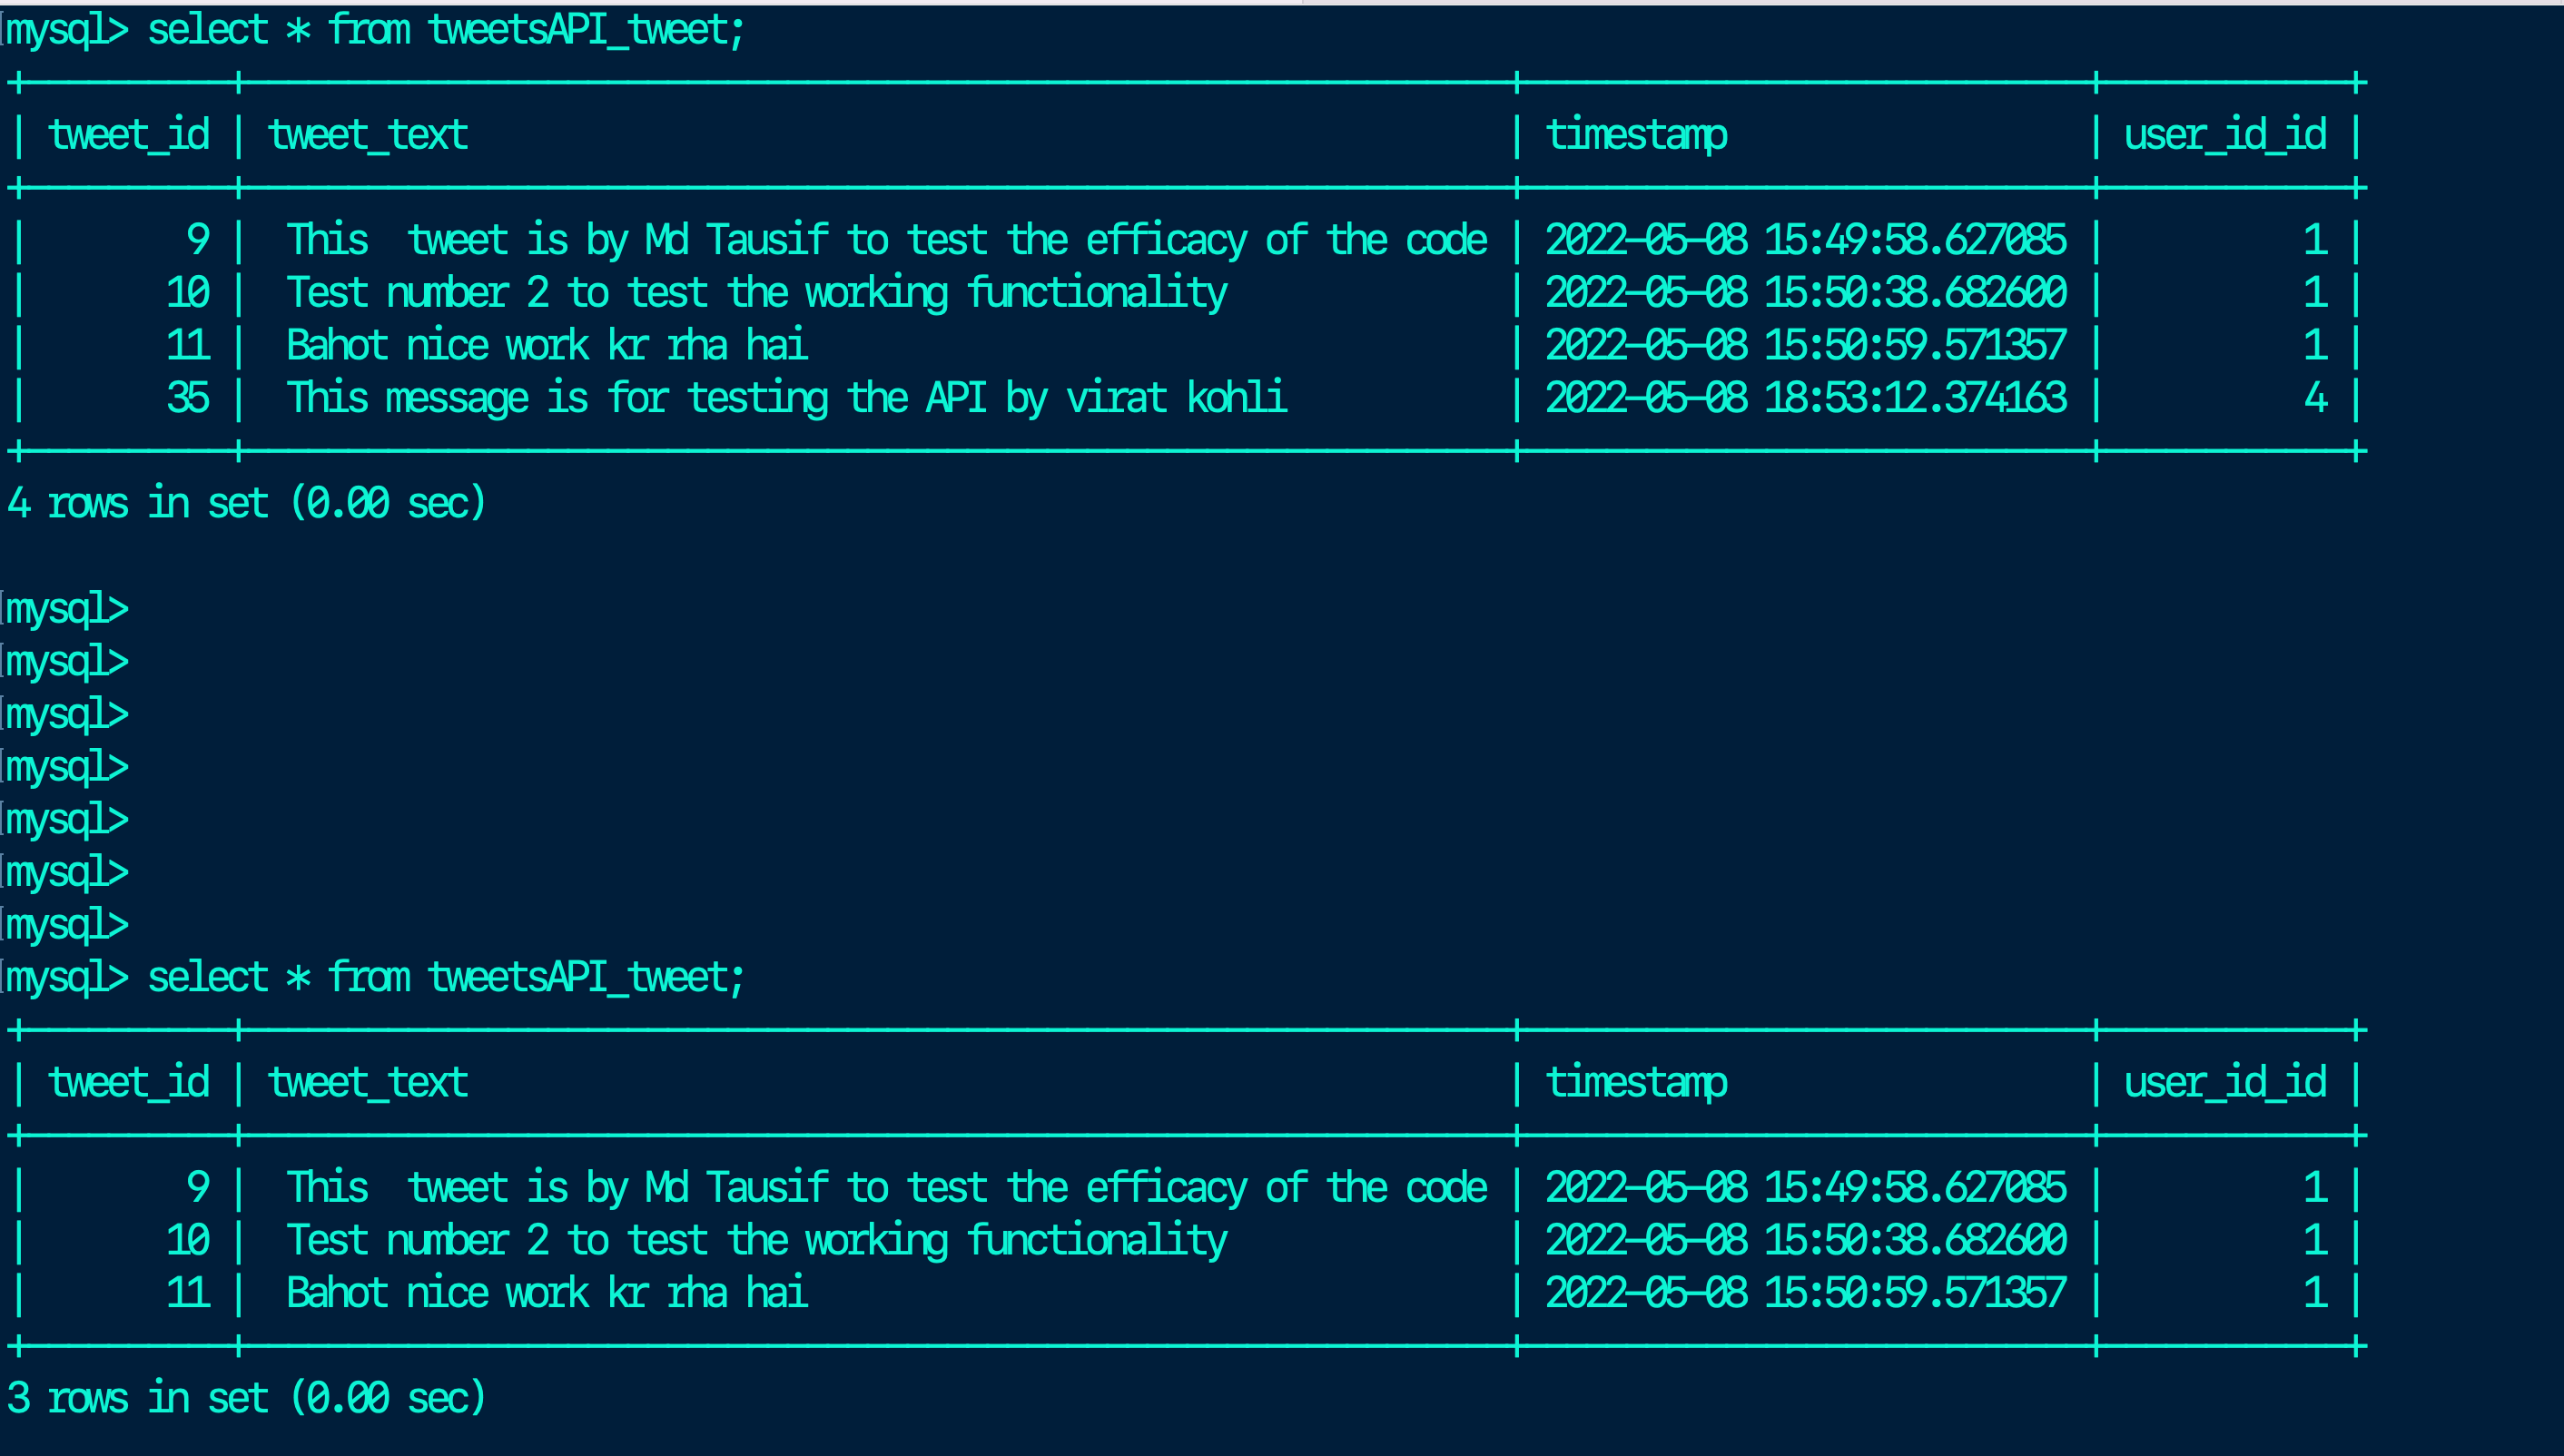 mysql> select * from tweetsAPI_tweet;
| tweet_id | tweet_text | timestamp | user_id_id |
| 9 |  This  tweet is by Md Tausif to test the efficacy of the code | 2022-05-08 15:49:58.627085 | 1 |
| 10 |  Test number 2 to test the working functionality | 2022-05-08 15:50:38.682600 | 1 |
| 11 |  Bahot nice work kr rha hai | 2022-05-08 15:50:59.571357 | 1 |
| 35 |  This message is for testing the API by virat kohli | 2022-05-08 18:53:12.374163 | 4 |
4 rows in set (0.00 sec)
mysql>
mysql>
mysql>
mysql>
mysql>
mysql>
mysql>
mysql> select * from tweetsAPI_tweet;
| tweet_id | tweet_text | timestamp | user_id_id |
| 9 |  This  tweet is by Md Tausif to test the efficacy of the code | 2022-05-08 15:49:58.627085 | 1 |
| 10 |  Test number 2 to test the working functionality | 2022-05-08 15:50:38.682600 | 1 |
| 11 |  Bahot nice work kr rha hai | 2022-05-08 15:50:59.571357 | 1 |
3 rows in set (0.00 sec)